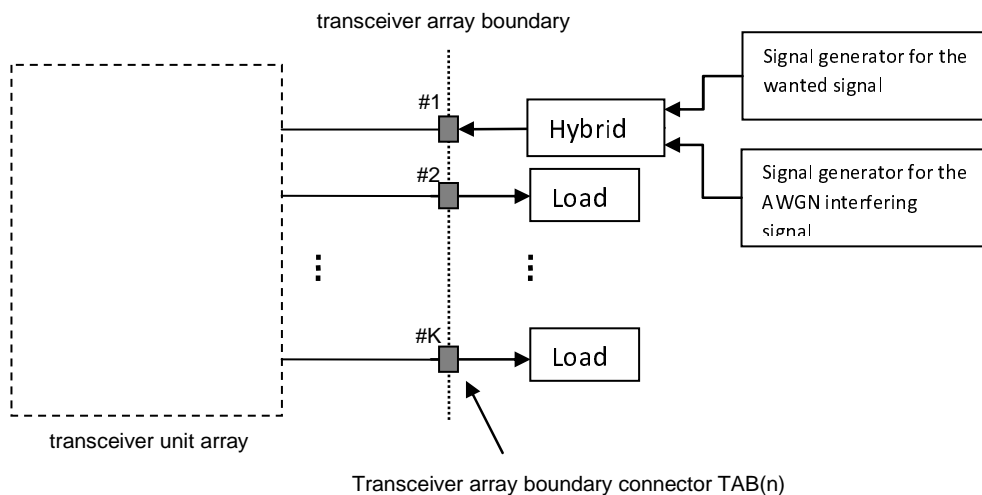 transceiver array boundary
Signal generator for the
wanted signal
#1
Hybrid
Signal generator for the
AWGN interfering
signal
#2
Load
#K
Load
transceiver unit array
Transceiver array boundary connector TAB(n)